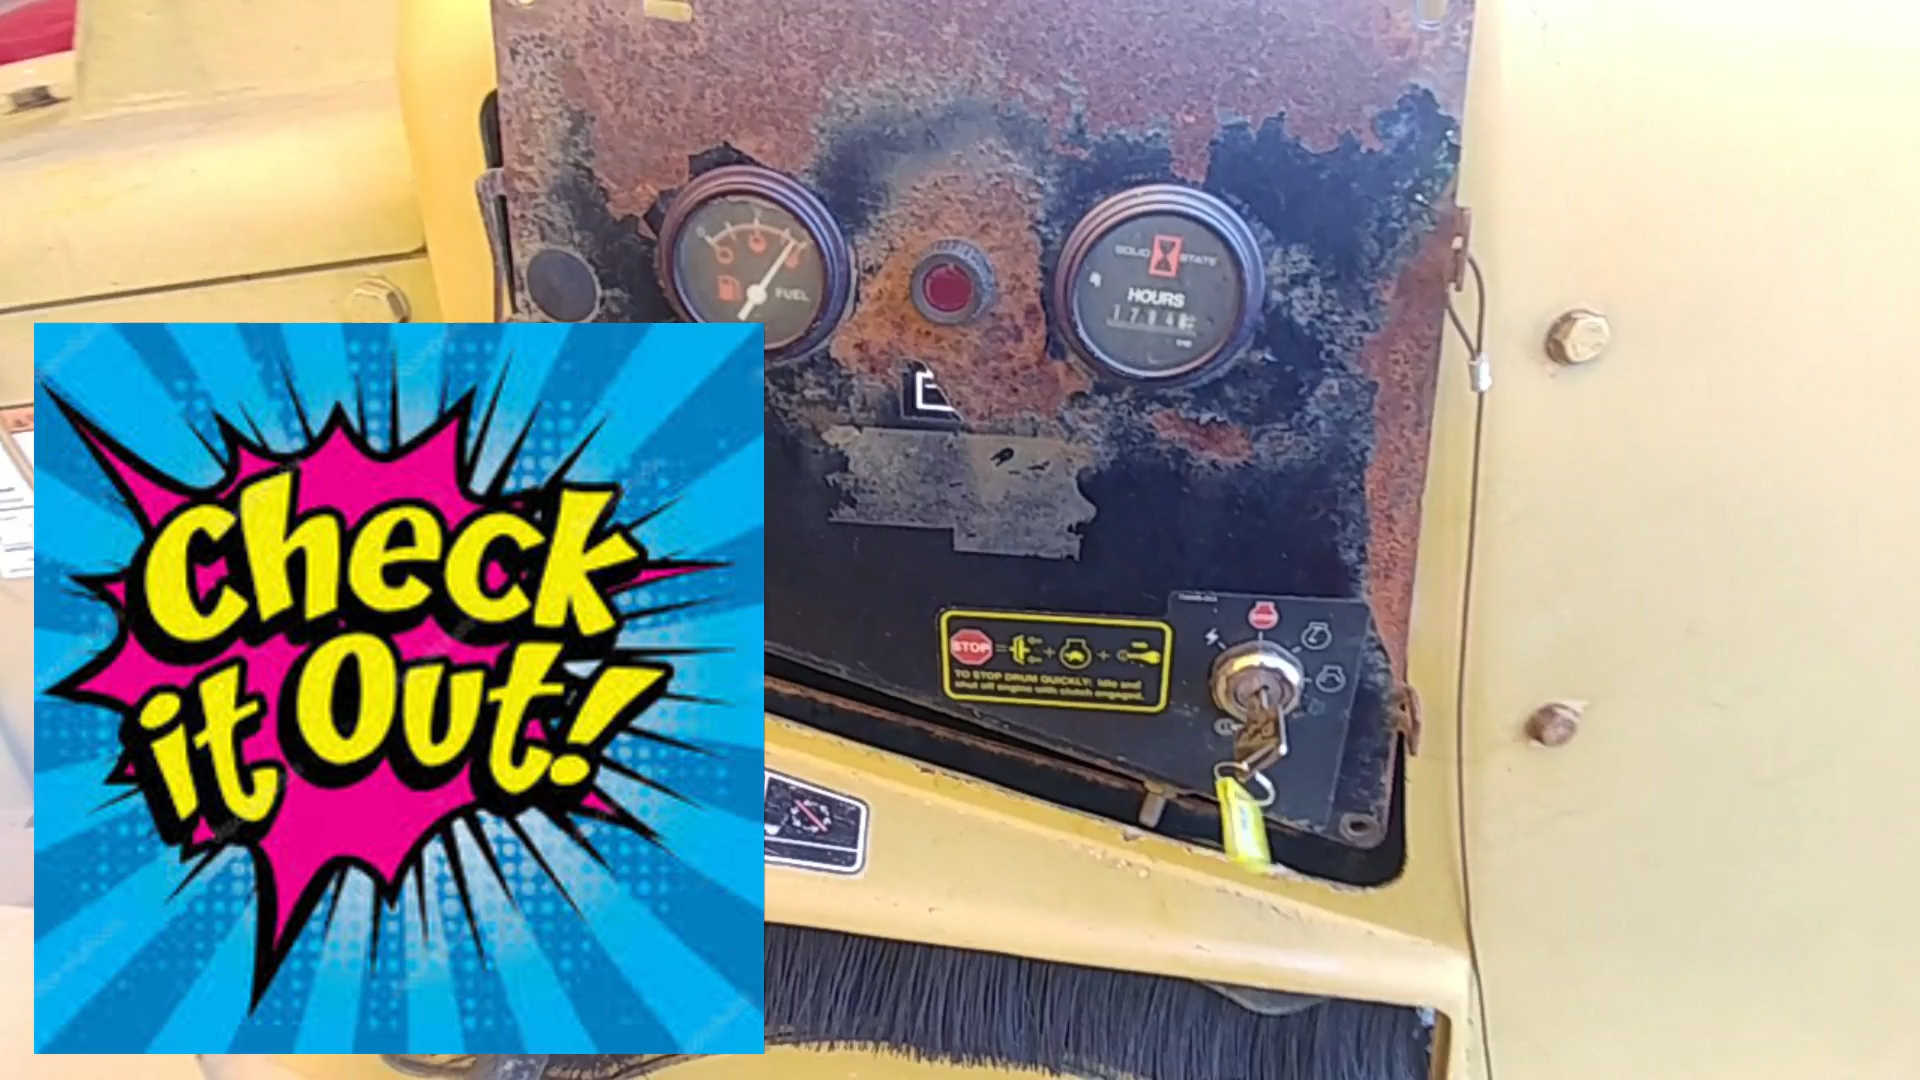 FUEL
SOLID STATE
HOURS
Check
it Out!
STOP = + +
TO STOP DRUM QUICKLY: Idle and
shut off engine with clutch engaged.